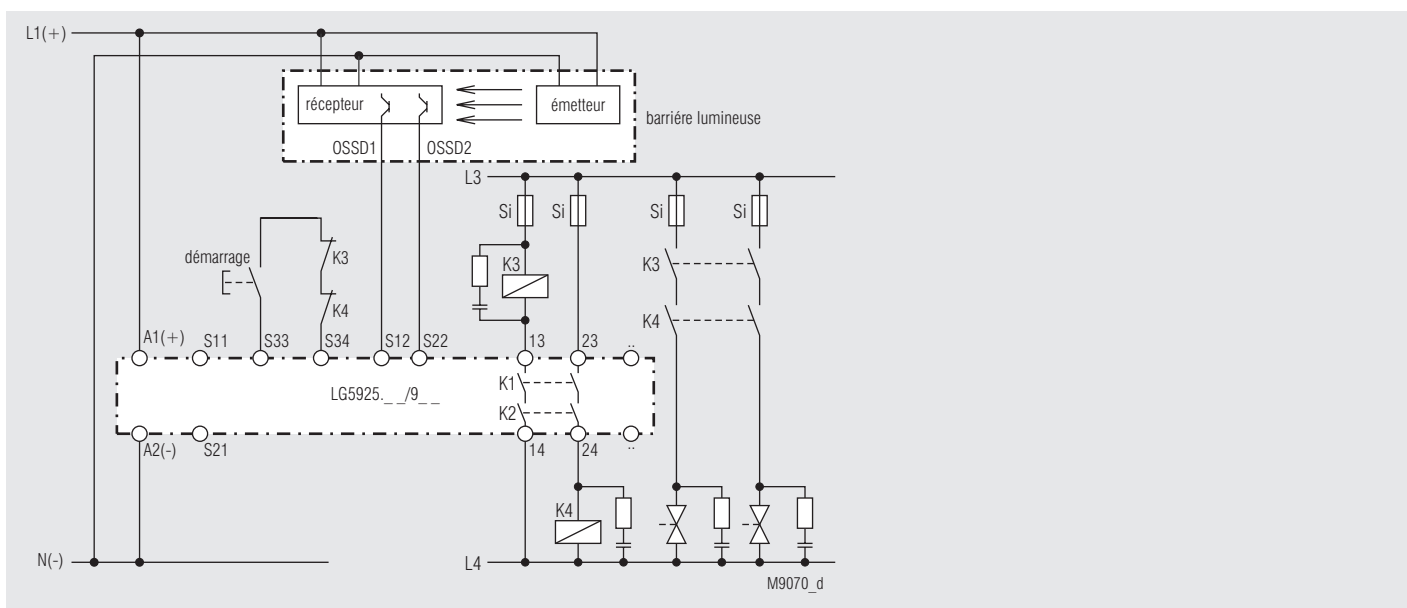 L1(+)
récepteur
émetteur
barriére lumineuse
OSSD1
OSSD2
L3
Si
Si
Si
Si
démarrage
K3
K3
K3
K4
K4
A1(+)
S11
S33
S34
S12
S22
13
23
..
K1
LG5925._ _/9_ _
K2
A2(-)
S21
14
24
..
K4
N(-)
L4
M9070_d